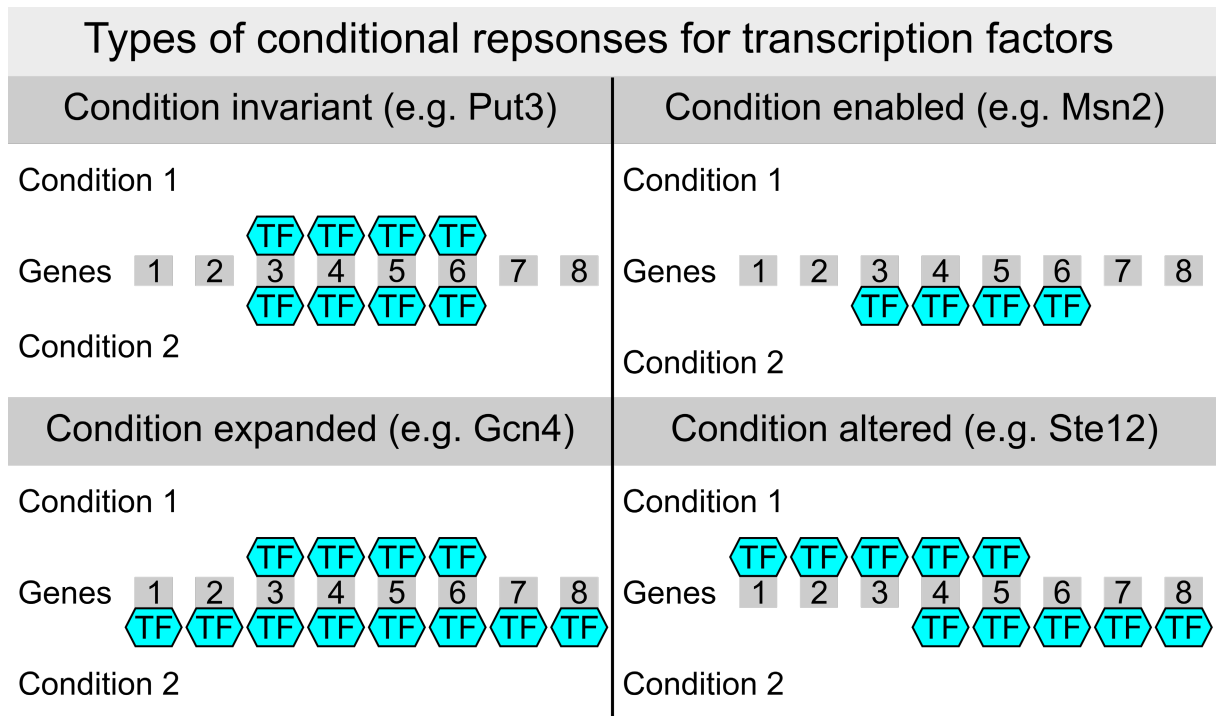 Types of conditional repsonses for transcription factors
Condition invariant (e.g. Put3)
Condition 1
TF TF TF TF
Genes 1 2 3 4 5 6 7 8
TF TF TF TF
Condition 2
Condition enabled (e.g. Msn2)
Condition 1
Genes 1 2 3 4 5 6 7 8
TF TF TF TF
Condition 2
Condition expanded (e.g. Gcn4)
Condition 1
TF TF TF TF
Genes 1 2 3 4 5 6 7 8
TF TF TF TF TF TF TF TF
Condition 2
Condition altered (e.g. Ste12)
Condition 1
TF TF TF TF TF
Genes 1 2 3 4 5 6 7 8
TF TF TF TF TF
Condition 2